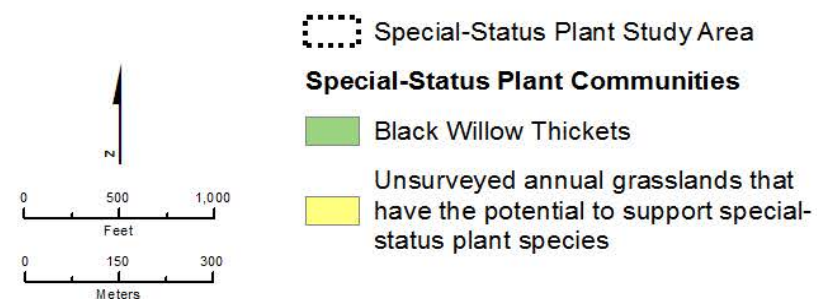 Special-Status Plant Study Area
Special-Status Plant Communities
Black Willow Thickets
Unsurveyed annual grasslands that
have the potential to support special-
status plant species
N
0 500 1,000
Feet
0 150 300
Meters